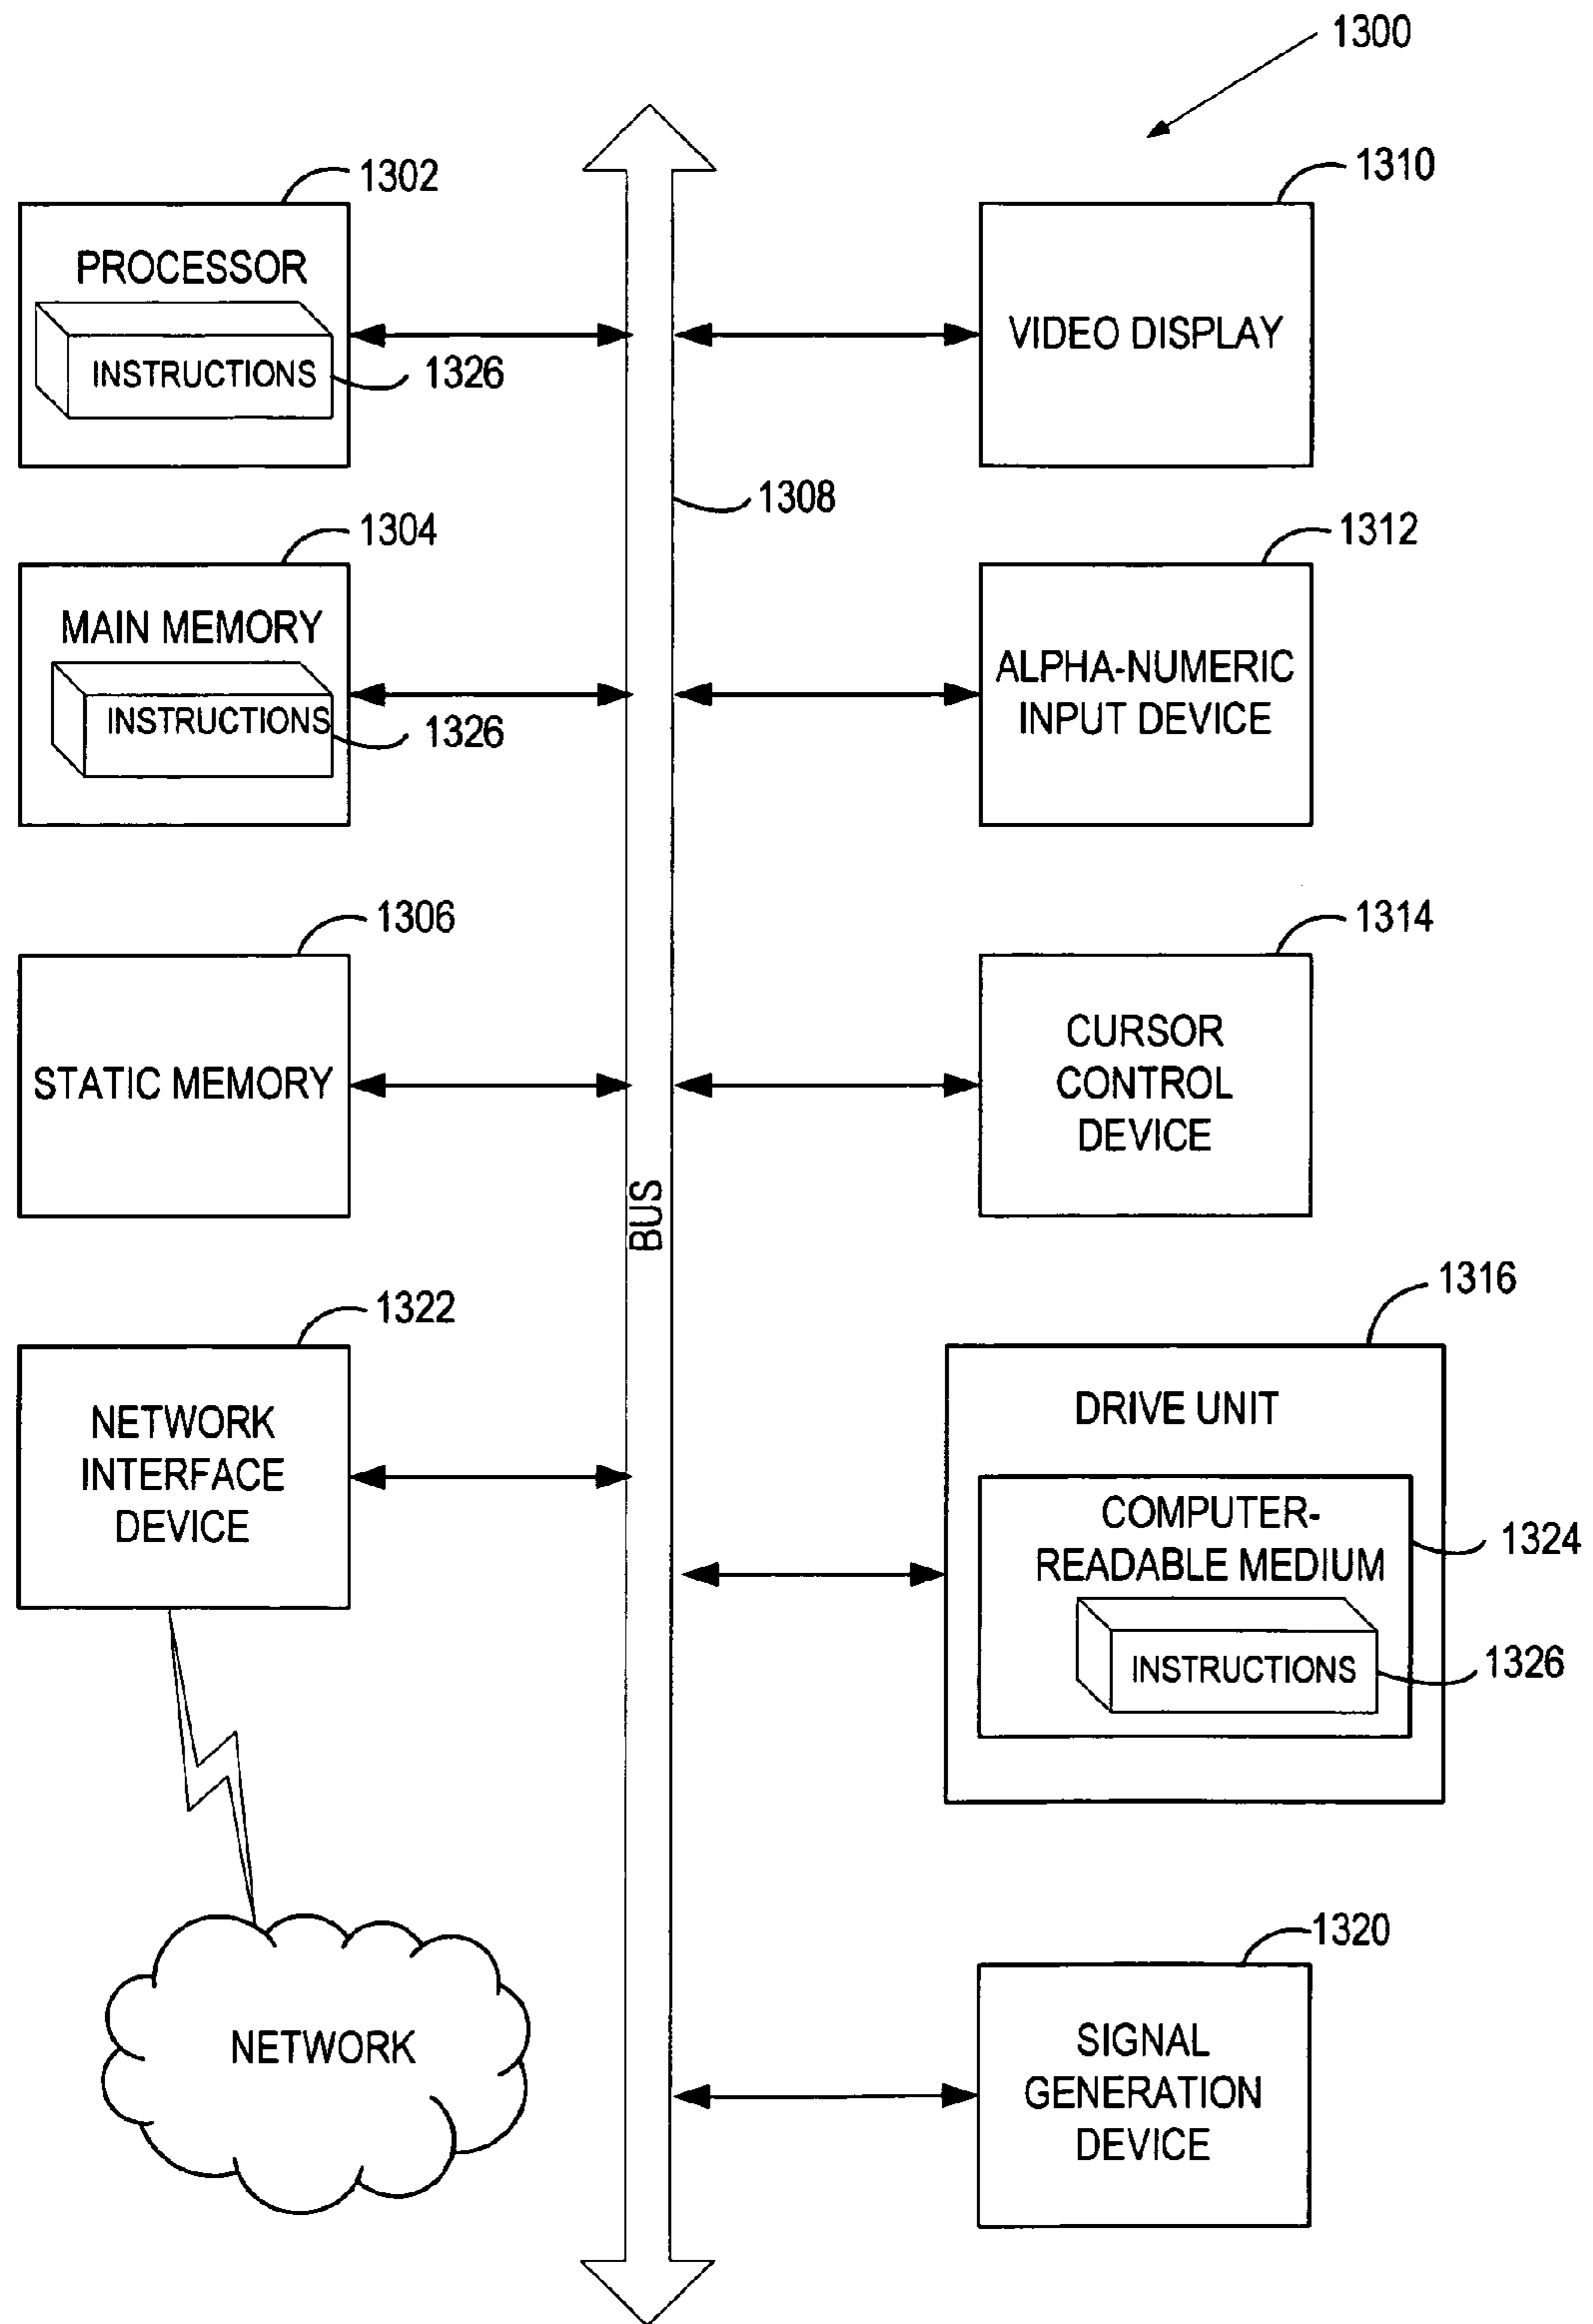 1300
1302
PROCESSOR
INSTRUCTIONS
1326
1310
VIDEO DISPLAY
1308
1304
MAIN MEMORY
INSTRUCTIONS
1326
1312
ALPHA-NUMERIC
INPUT DEVICE
1306
STATIC MEMORY
1314
CURSOR
CONTROL
DEVICE
BUS
1322
NETWORK
INTERFACE
DEVICE
1316
DRIVE UNIT
COMPUTER-
READABLE MEDIUM
1324
INSTRUCTIONS
1326
NETWORK
1320
SIGNAL
GENERATION
DEVICE